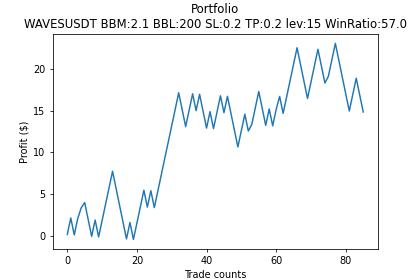 Portfolio
WAVESUSDT BBM:2.1 BBL:200 SL:0.2 TP:0.2 lev:15 WinRatio:57.0
Profit ($)
20
15
10
5
0
0 20 40 60 80
Trade counts